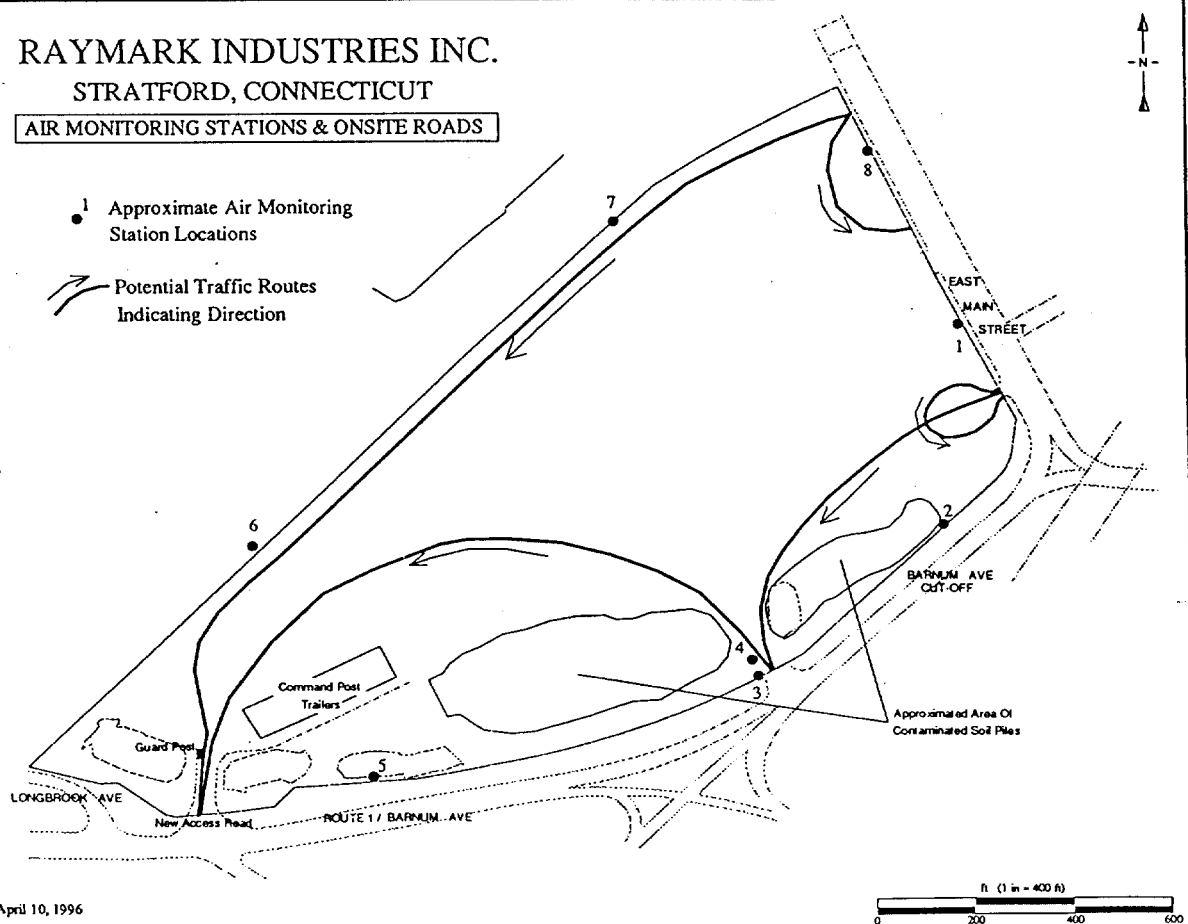 RAYMARK INDUSTRIES INC.
STRATFORD, CONNECTICUT
AIR MONITORING STATIONS & ONSITE ROADS
-N-
1 Approximate Air Monitoring
Station Locations
Potential Traffic Routes
Indicating Direction
7
8
EAST
MAIN
STREET
1
6
2
BARNUM AVE
CUT-OFF
4
3
Command Post
Trailers
Approximated Area Of
Contaminated Soil Piles
Guard Post
5
LONGBROOK AVE
New Access Road
ROUTE 1 / BARNUM AVE
April 10, 1996
ft (1 in = 400 ft)
0 200 400 600